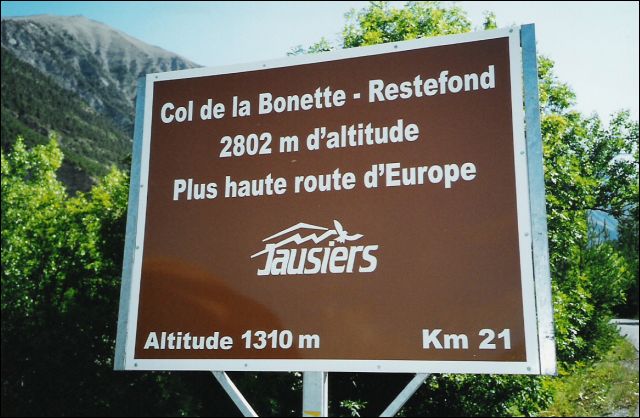 Col de la Bonette - Restefond
2802 m d'altitude
Plus haute route d'Europe
Jausiers
Altitude 1310 m Km 21